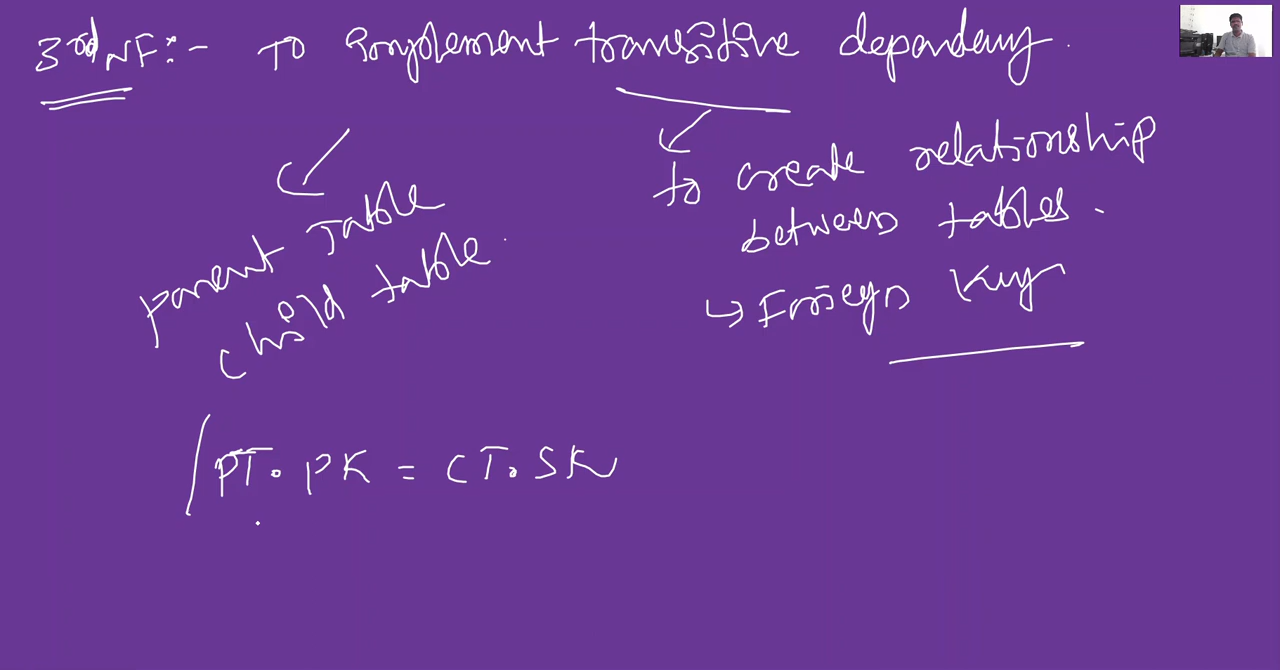 3rd NF:- To implement transitive dependency.
to create relationship
between tables.
↳ Foreign Key
parent Table
child table.
PT. PK = CT. SK